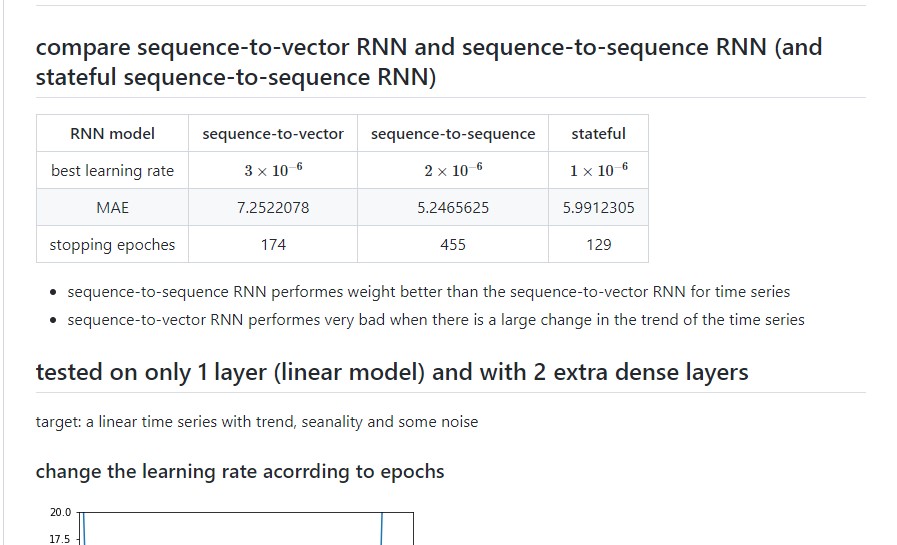 compare sequence-to-vector RNN and sequence-to-sequence RNN (and
stateful sequence-to-sequence RNN)
RNN model sequence-to-vector sequence-to-sequence stateful
best learning rate 3 × 10⁻⁶ 2 × 10⁻⁶ 1 × 10⁻⁶
MAE 7.2522078 5.2465625 5.9912305
stopping epoches 174 455 129
• sequence-to-sequence RNN performes weight better than the sequence-to-vector RNN for time series
• sequence-to-vector RNN performes very bad when there is a large change in the trend of the time series
tested on only 1 layer (linear model) and with 2 extra dense layers
target: a linear time series with trend, seanality and some noise
change the learning rate acorrding to epochs
20.0
17.5